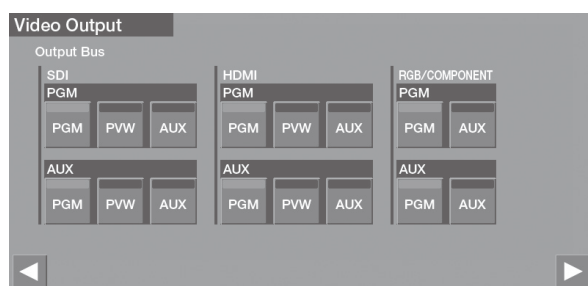 Video Output
Output Bus
SDI HDMI RGB/COMPONENT
PGM PGM PGM
PGM PVW AUX PGM PVW AUX PGM AUX
AUX AUX AUX
PGM PVW AUX PGM PVW AUX PGM AUX